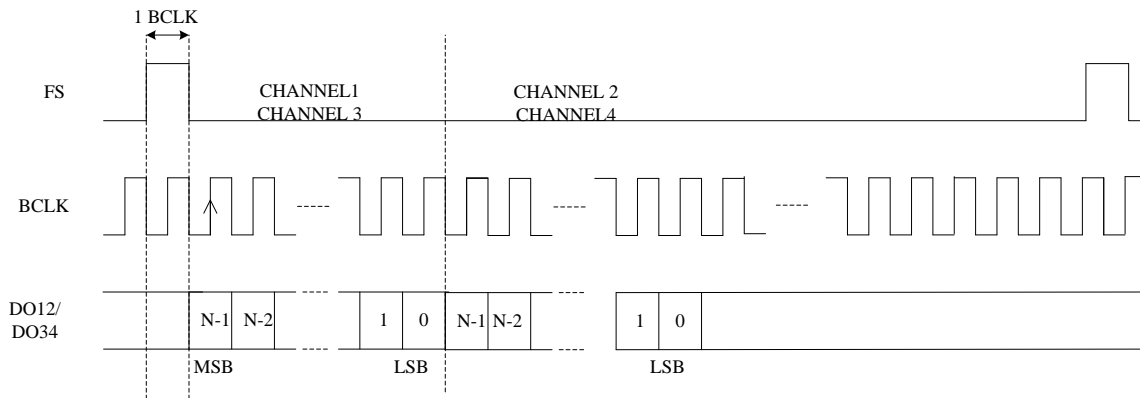 1 BCLK
FS
CHANNEL1
CHANNEL 3
CHANNEL 2
CHANNEL4
BCLK
DO12/
DO34
N-1 N-2 1 0 N-1 N-2 1 0
MSB LSB LSB